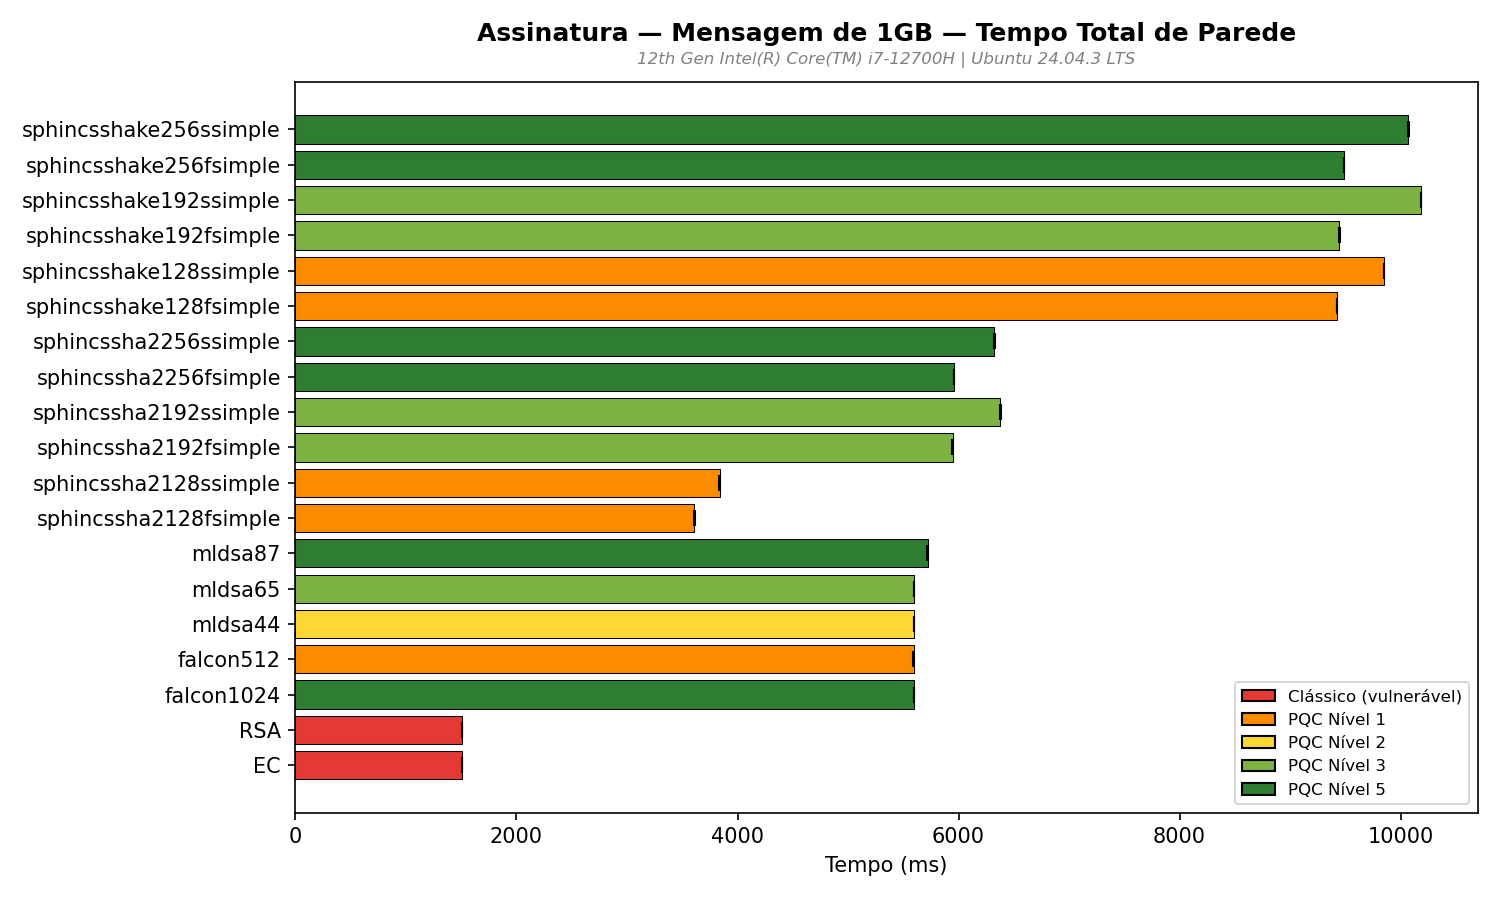 Assinatura — Mensagem de 1GB — Tempo Total de Parede
12th Gen Intel(R) Core(TM) i7-12700H | Ubuntu 24.04.3 LTS
sphincsshake256ssimple
sphincsshake256fsimple
sphincsshake192ssimple
sphincsshake192fsimple
sphincsshake128ssimple
sphincsshake128fsimple
sphincssha2256ssimple
sphincssha2256fsimple
sphincssha2192ssimple
sphincssha2192fsimple
sphincssha2128ssimple
sphincssha2128fsimple
mldsa87
mldsa65
mldsa44
falcon512
falcon1024
RSA
EC
Clássico (vulnerável)
PQC Nível 1
PQC Nível 2
PQC Nível 3
PQC Nível 5
0 2000 4000 6000 8000 10000
Tempo (ms)